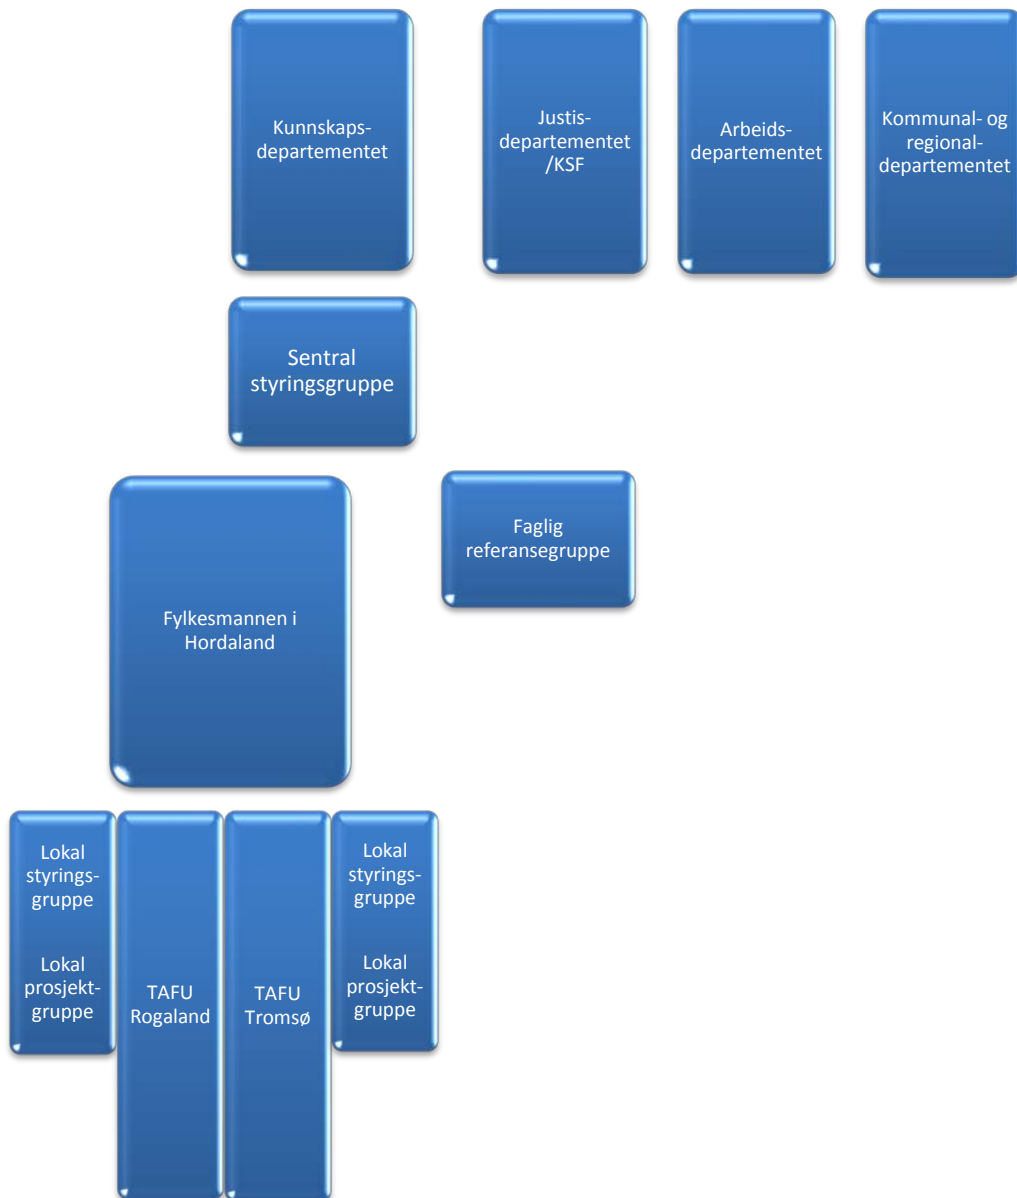 Kunnskaps-
departementet
Justis-
departementet
/KSF
Arbeids-
departementet
Kommunal- og
regional-
departementet
Sentral
styringsgruppe
Faglig
referansegruppe
Fylkesmannen i
Hordaland
Lokal
styrings-
gruppe
Lokal
prosjekt-
gruppe
TAFU
Rogaland
TAFU
Tromsø
Lokal
styrings-
gruppe
Lokal
prosjekt-
gruppe